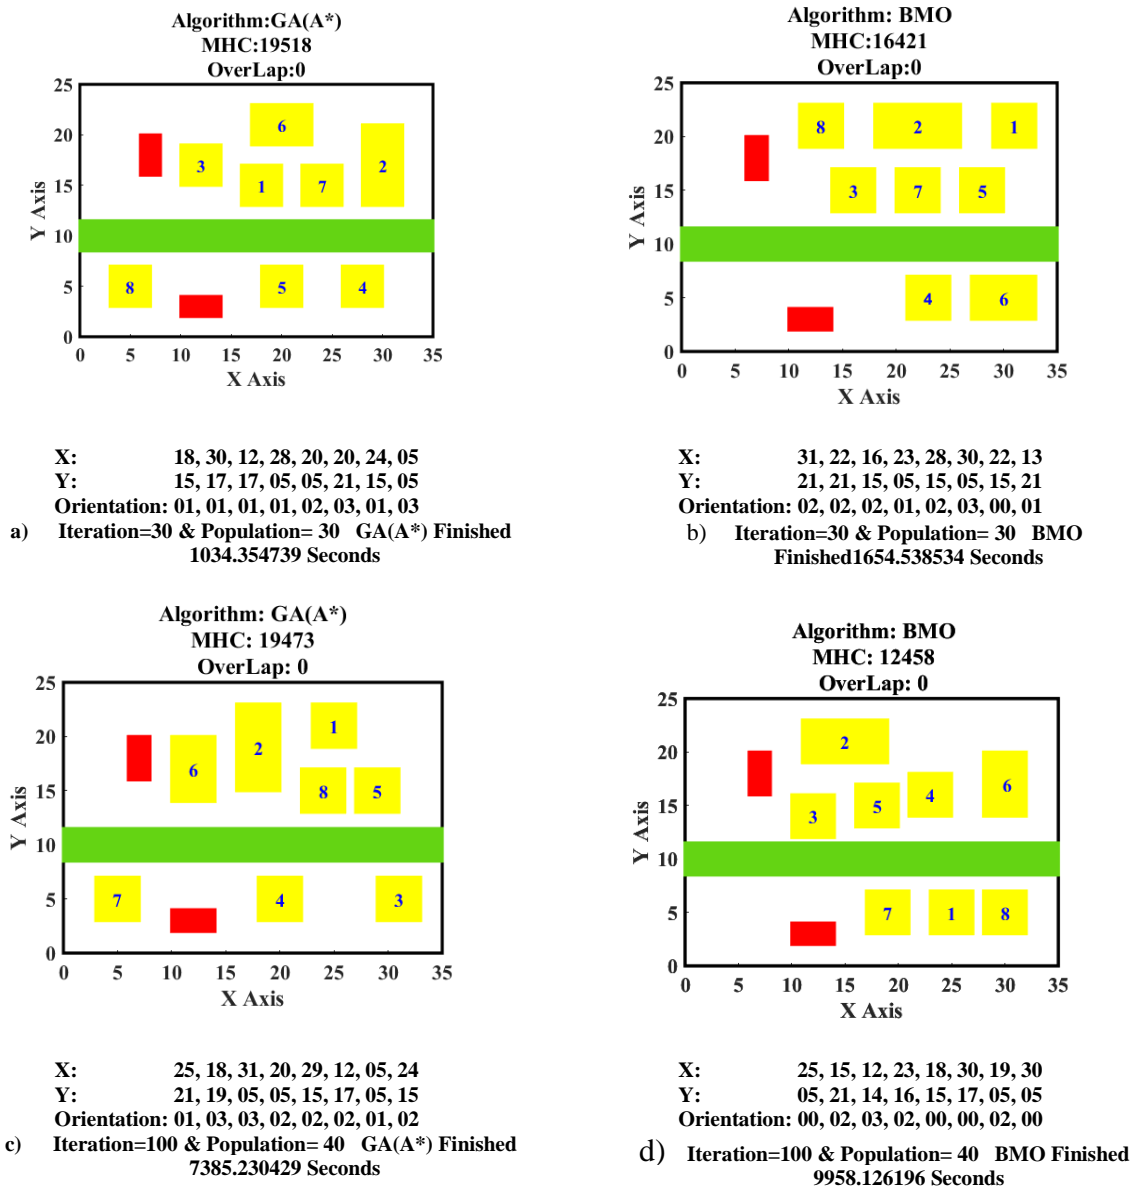 Algorithm:GA(A*)
MHC:19518
OverLap:0
25
20
15
10
5
0
Y Axis
6
3
2
1
7
8
5
4
0 5 10 15 20 25 30 35
X Axis
X: 18, 30, 12, 28, 20, 20, 24, 05
Y: 15, 17, 17, 05, 05, 21, 15, 05
Orientation: 01, 01, 01, 01, 02, 03, 01, 03
a) Iteration=30 & Population= 30 GA(A*) Finished
1034.354739 Seconds
Algorithm: BMO
MHC:16421
OverLap:0
25
20
15
10
5
0
Y Axis
8 2 1
3 7 5
4 6
0 5 10 15 20 25 30 35
X Axis
X: 31, 22, 16, 23, 28, 30, 22, 13
Y: 21, 21, 15, 05, 15, 05, 15, 21
Orientation: 02, 02, 02, 01, 02, 03, 00, 01
b) Iteration=30 & Population= 30 BMO
Finished1654.538534 Seconds
Algorithm: GA(A*)
MHC: 19473
OverLap: 0
25
20
15
10
5
0
Y Axis
1
2
6
8 5
7 4 3
0 5 10 15 20 25 30 35
X Axis
X: 25, 18, 31, 20, 29, 12, 05, 24
Y: 21, 19, 05, 05, 15, 17, 05, 15
Orientation: 01, 03, 03, 02, 02, 02, 01, 02
c) Iteration=100 & Population= 40 GA(A*) Finished
7385.230429 Seconds
Algorithm: BMO
MHC: 12458
OverLap: 0
25
20
15
10
5
0
Y Axis
2
6
4
5
3
7 1 8
0 5 10 15 20 25 30 35
X Axis
X: 25, 15, 12, 23, 18, 30, 19, 30
Y: 05, 21, 14, 16, 15, 17, 05, 05
Orientation: 00, 02, 03, 02, 00, 00, 02, 00
d) Iteration=100 & Population= 40 BMO Finished
9958.126196 Seconds